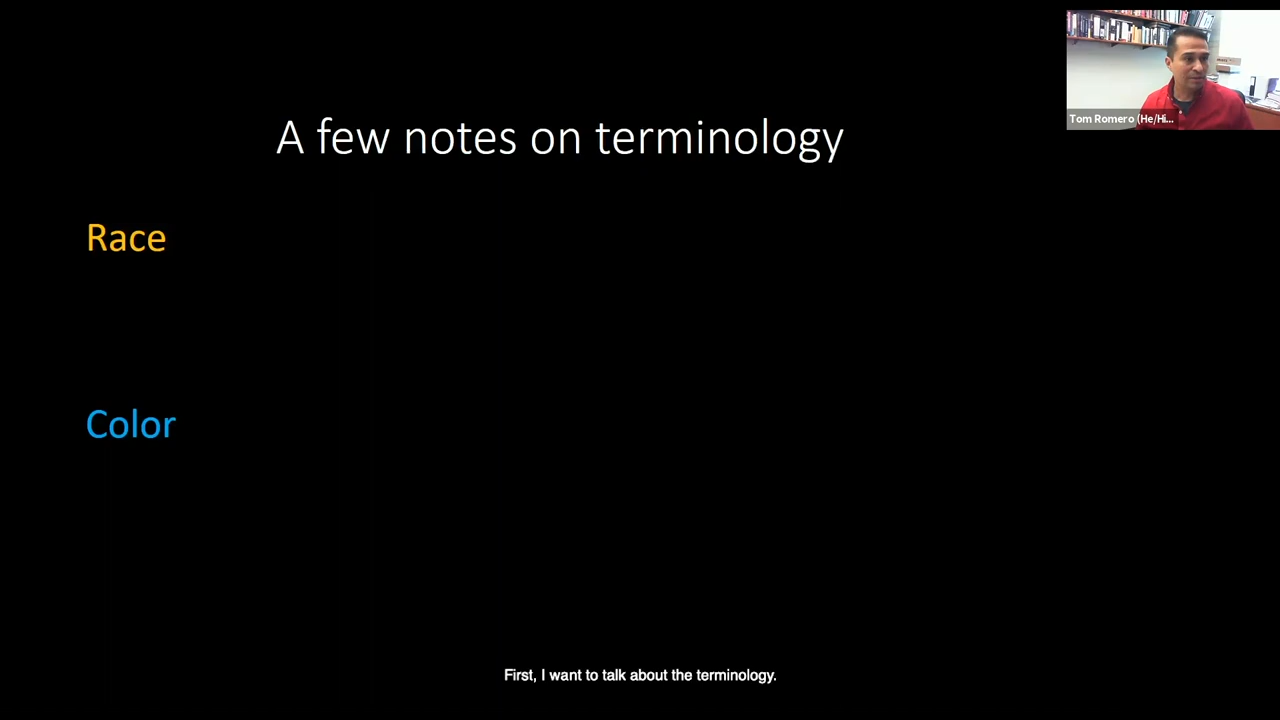 A few notes on terminology
Tom Romero (He/Hi...
Race
Color
First, I want to talk about the terminology.